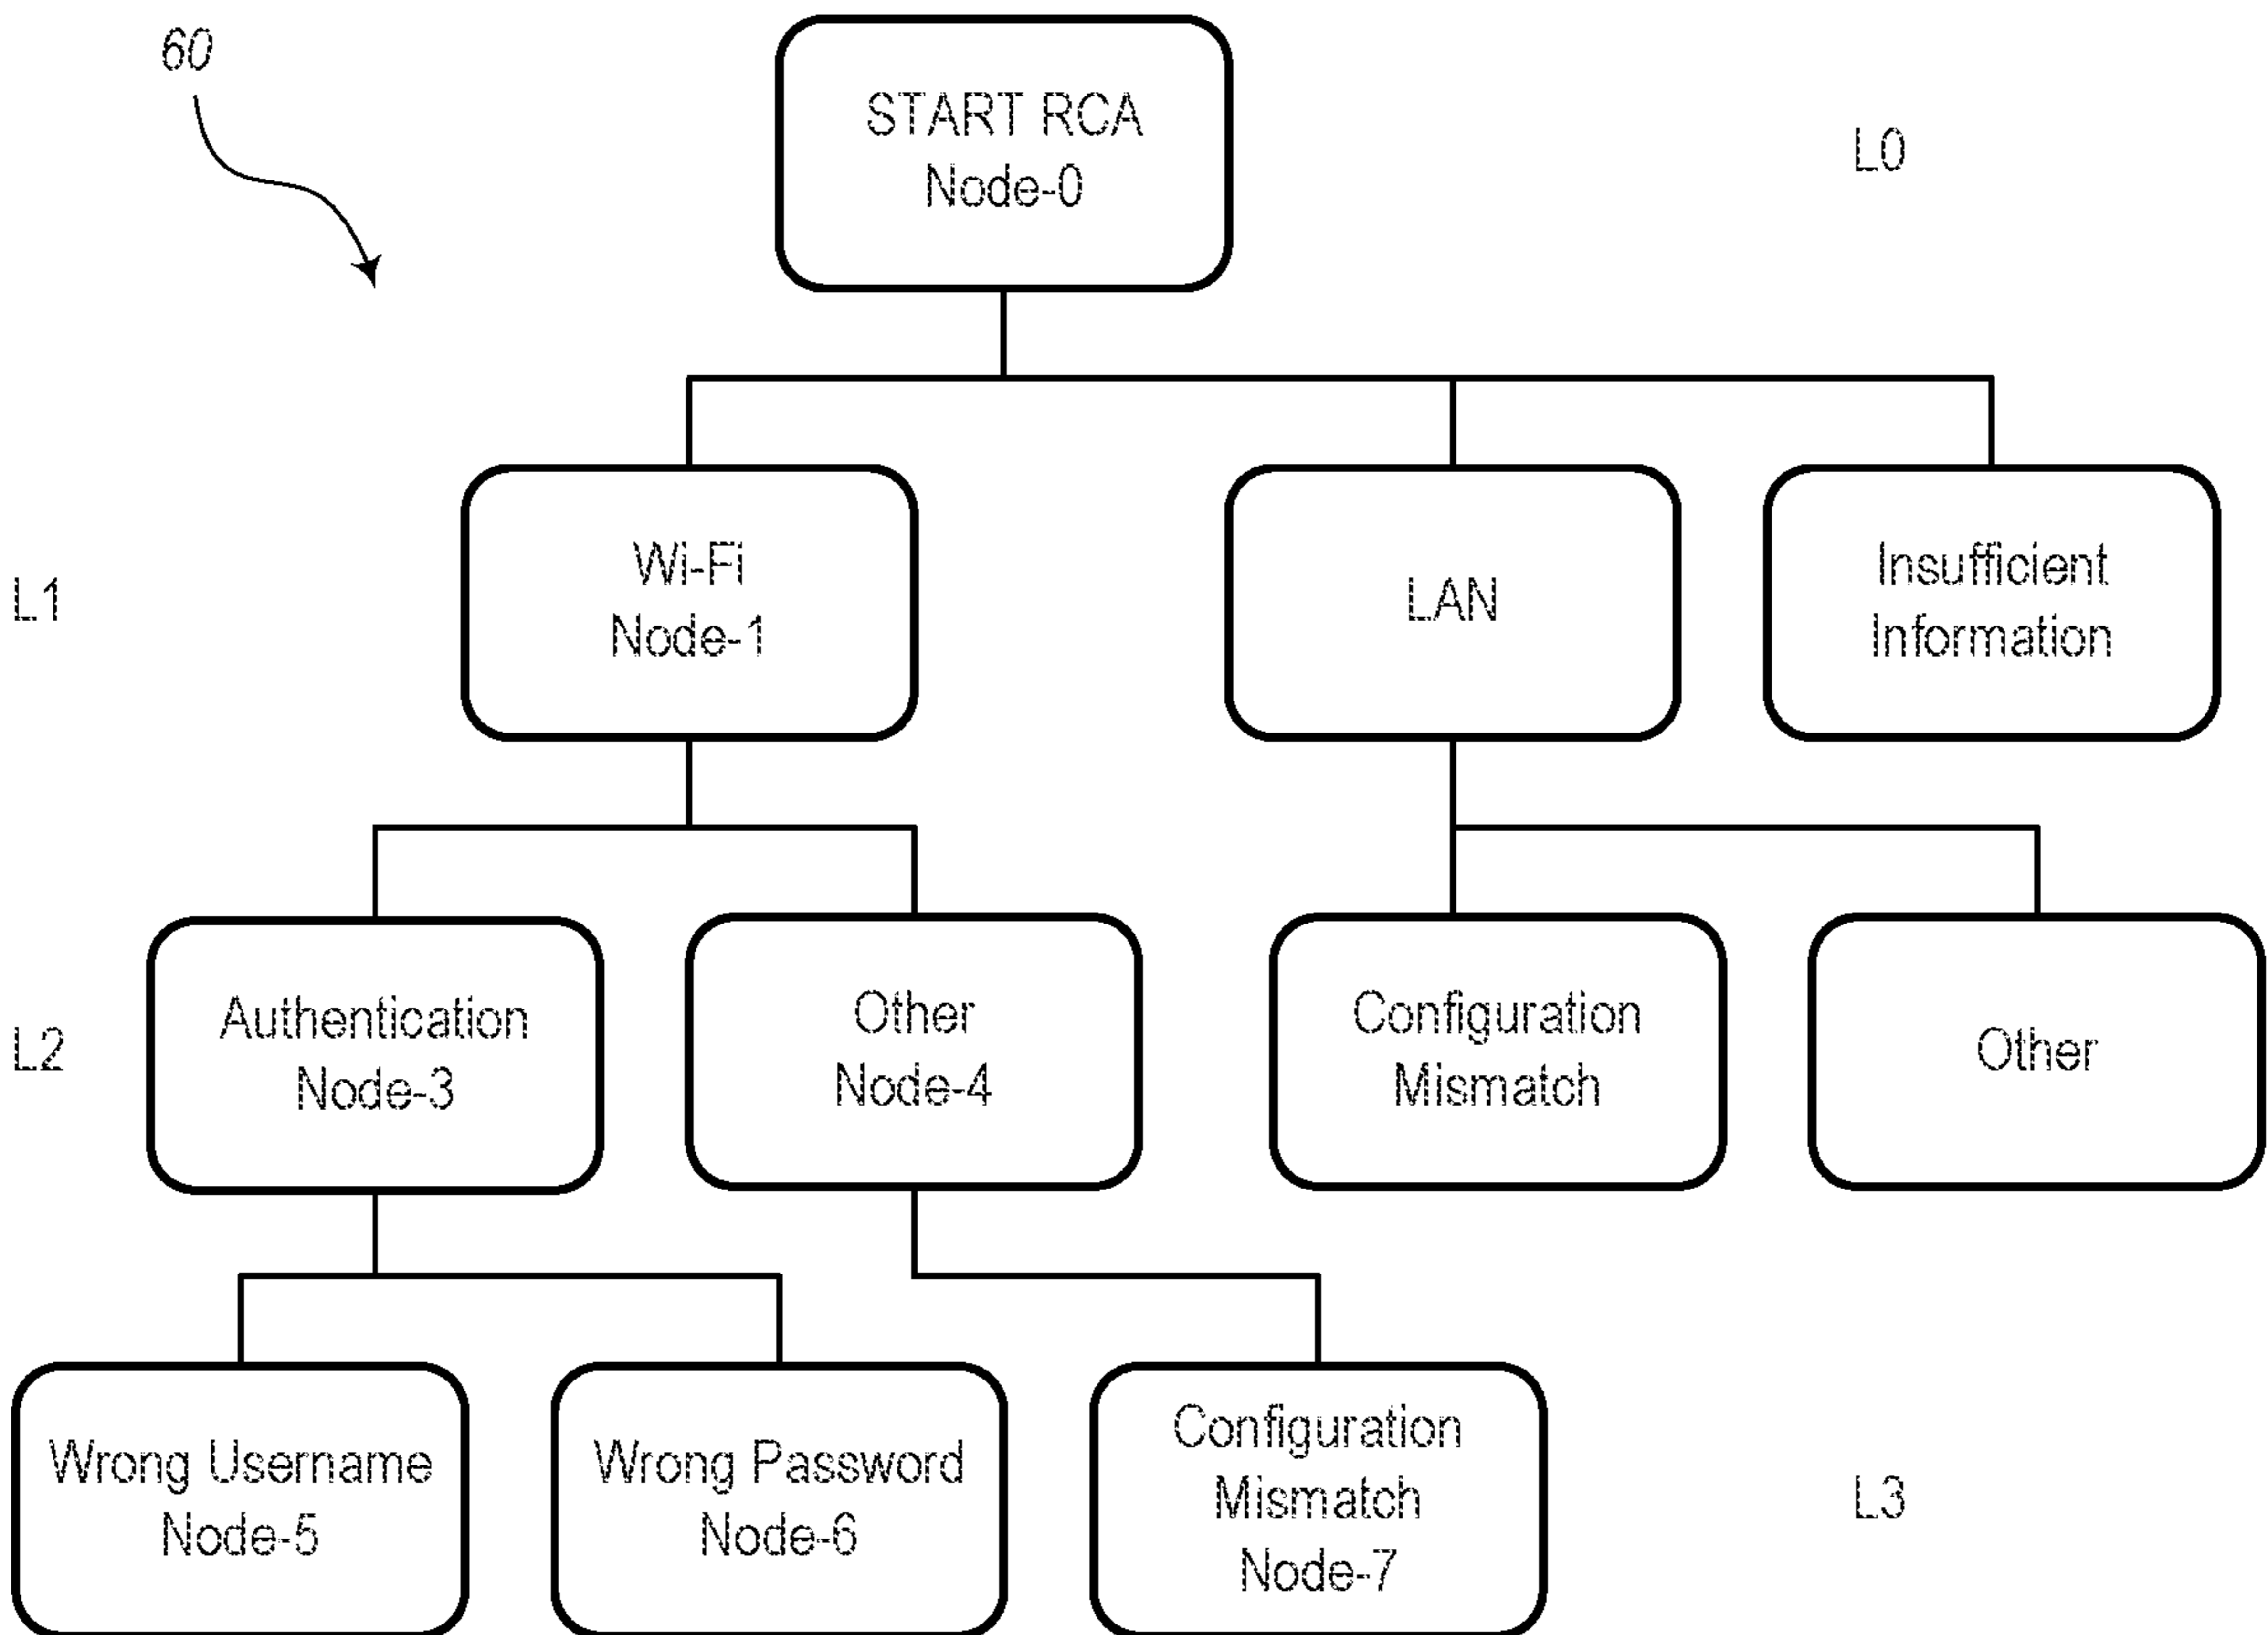 60
START RCA
Node-0
L0
L1
Wi-Fi
Node-1
LAN
Insufficient
Information
L2
Authentication
Node-3
Other
Node-4
Configuration
Mismatch
Other
Wrong Username
Node-5
Wrong Password
Node-6
Configuration
Mismatch
Node-7
L3